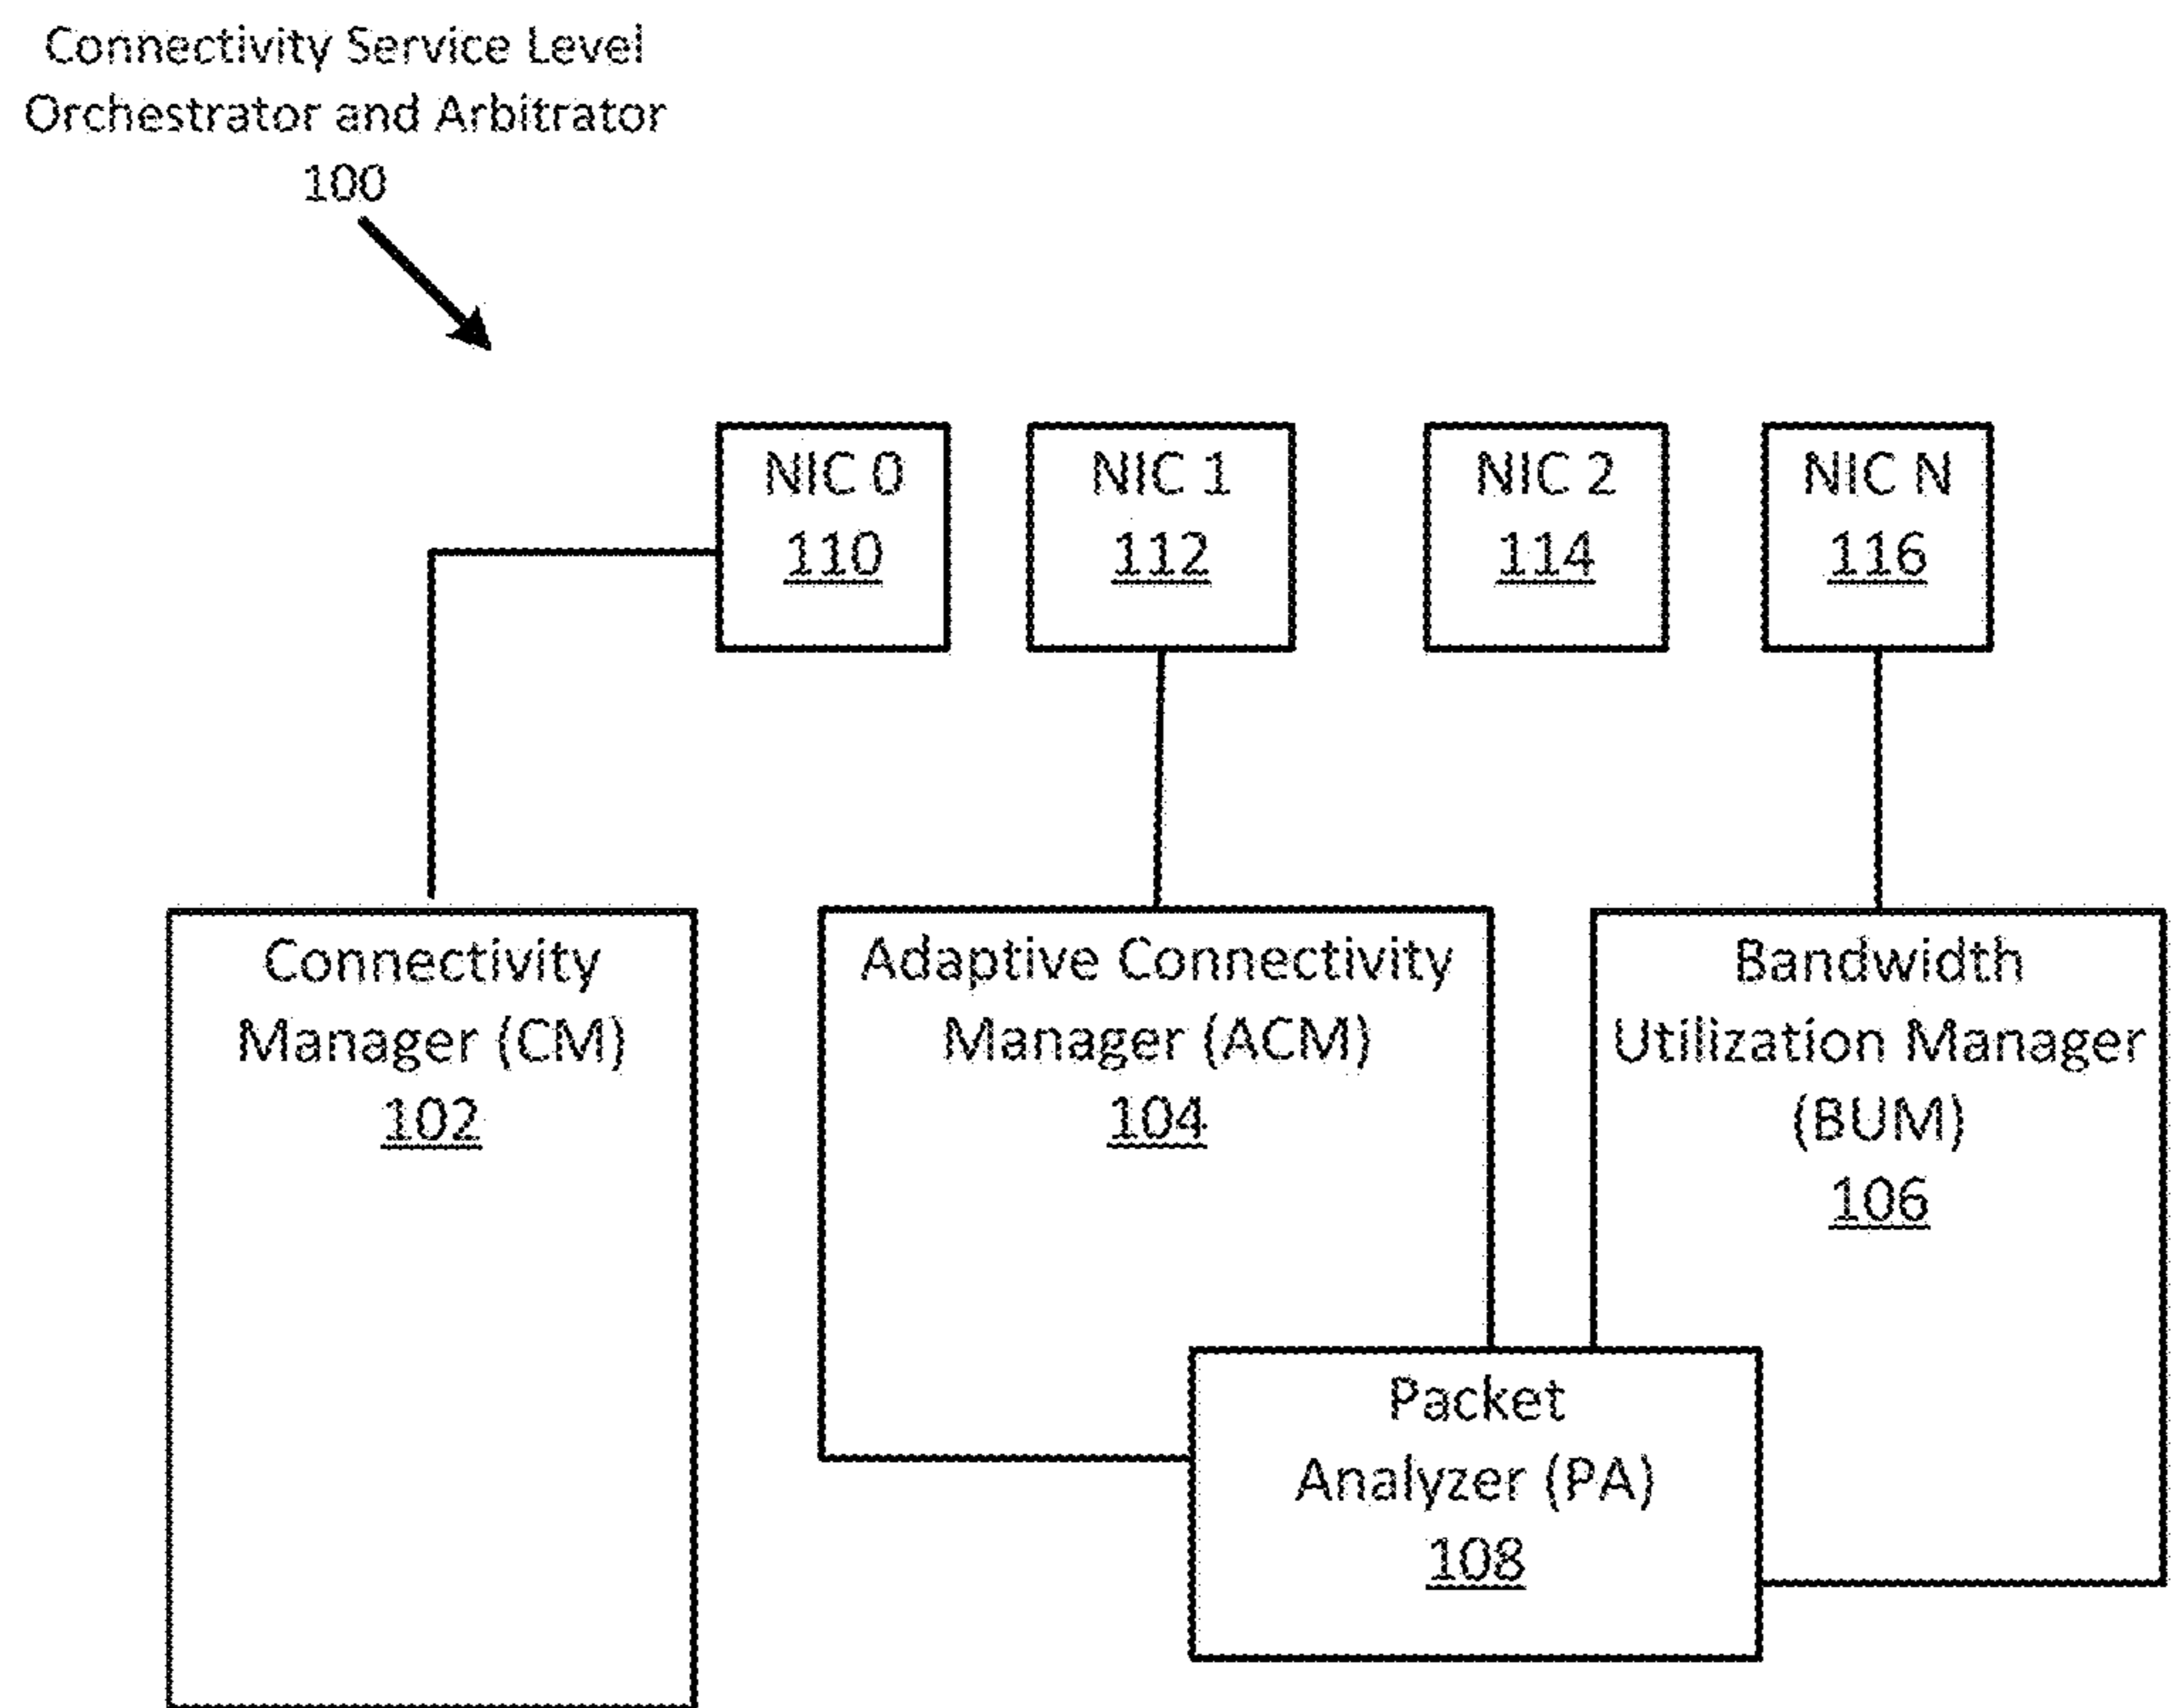 Connectivity Service Level
Orchestrator and Arbitrator
100
NIC 0
110
NIC 1
112
NIC 2
114
NIC N
116
Connectivity
Manager (CM)
102
Adaptive Connectivity
Manager (ACM)
104
Bandwidth
Utilization Manager
(BUM)
106
Packet
Analyzer (PA)
108